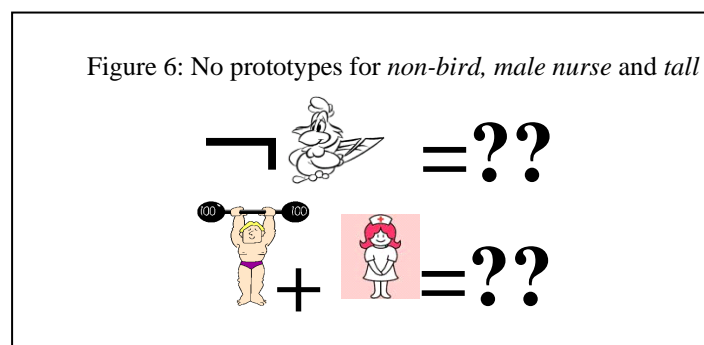 Figure 6: No prototypes for non-bird, male nurse and tall
¬ =??
100 100
+ =??